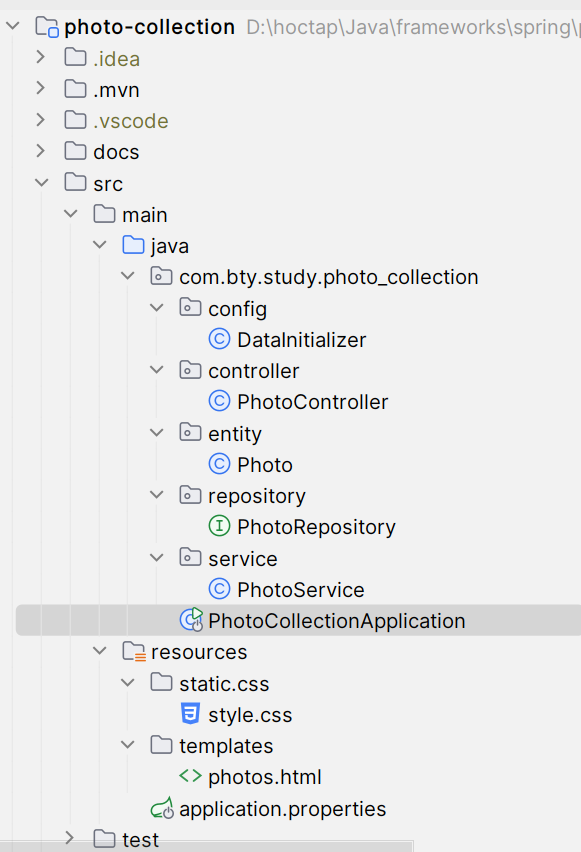 photo-collection D:\hoctap\Java\frameworks\spring\
.idea
.mvn
.vscode
docs
src
main
java
com.bty.study.photo_collection
config
DataInitializer
controller
PhotoController
entity
Photo
repository
PhotoRepository
service
PhotoService
PhotoCollectionApplication
resources
static.css
style.css
templates
photos.html
application.properties
test